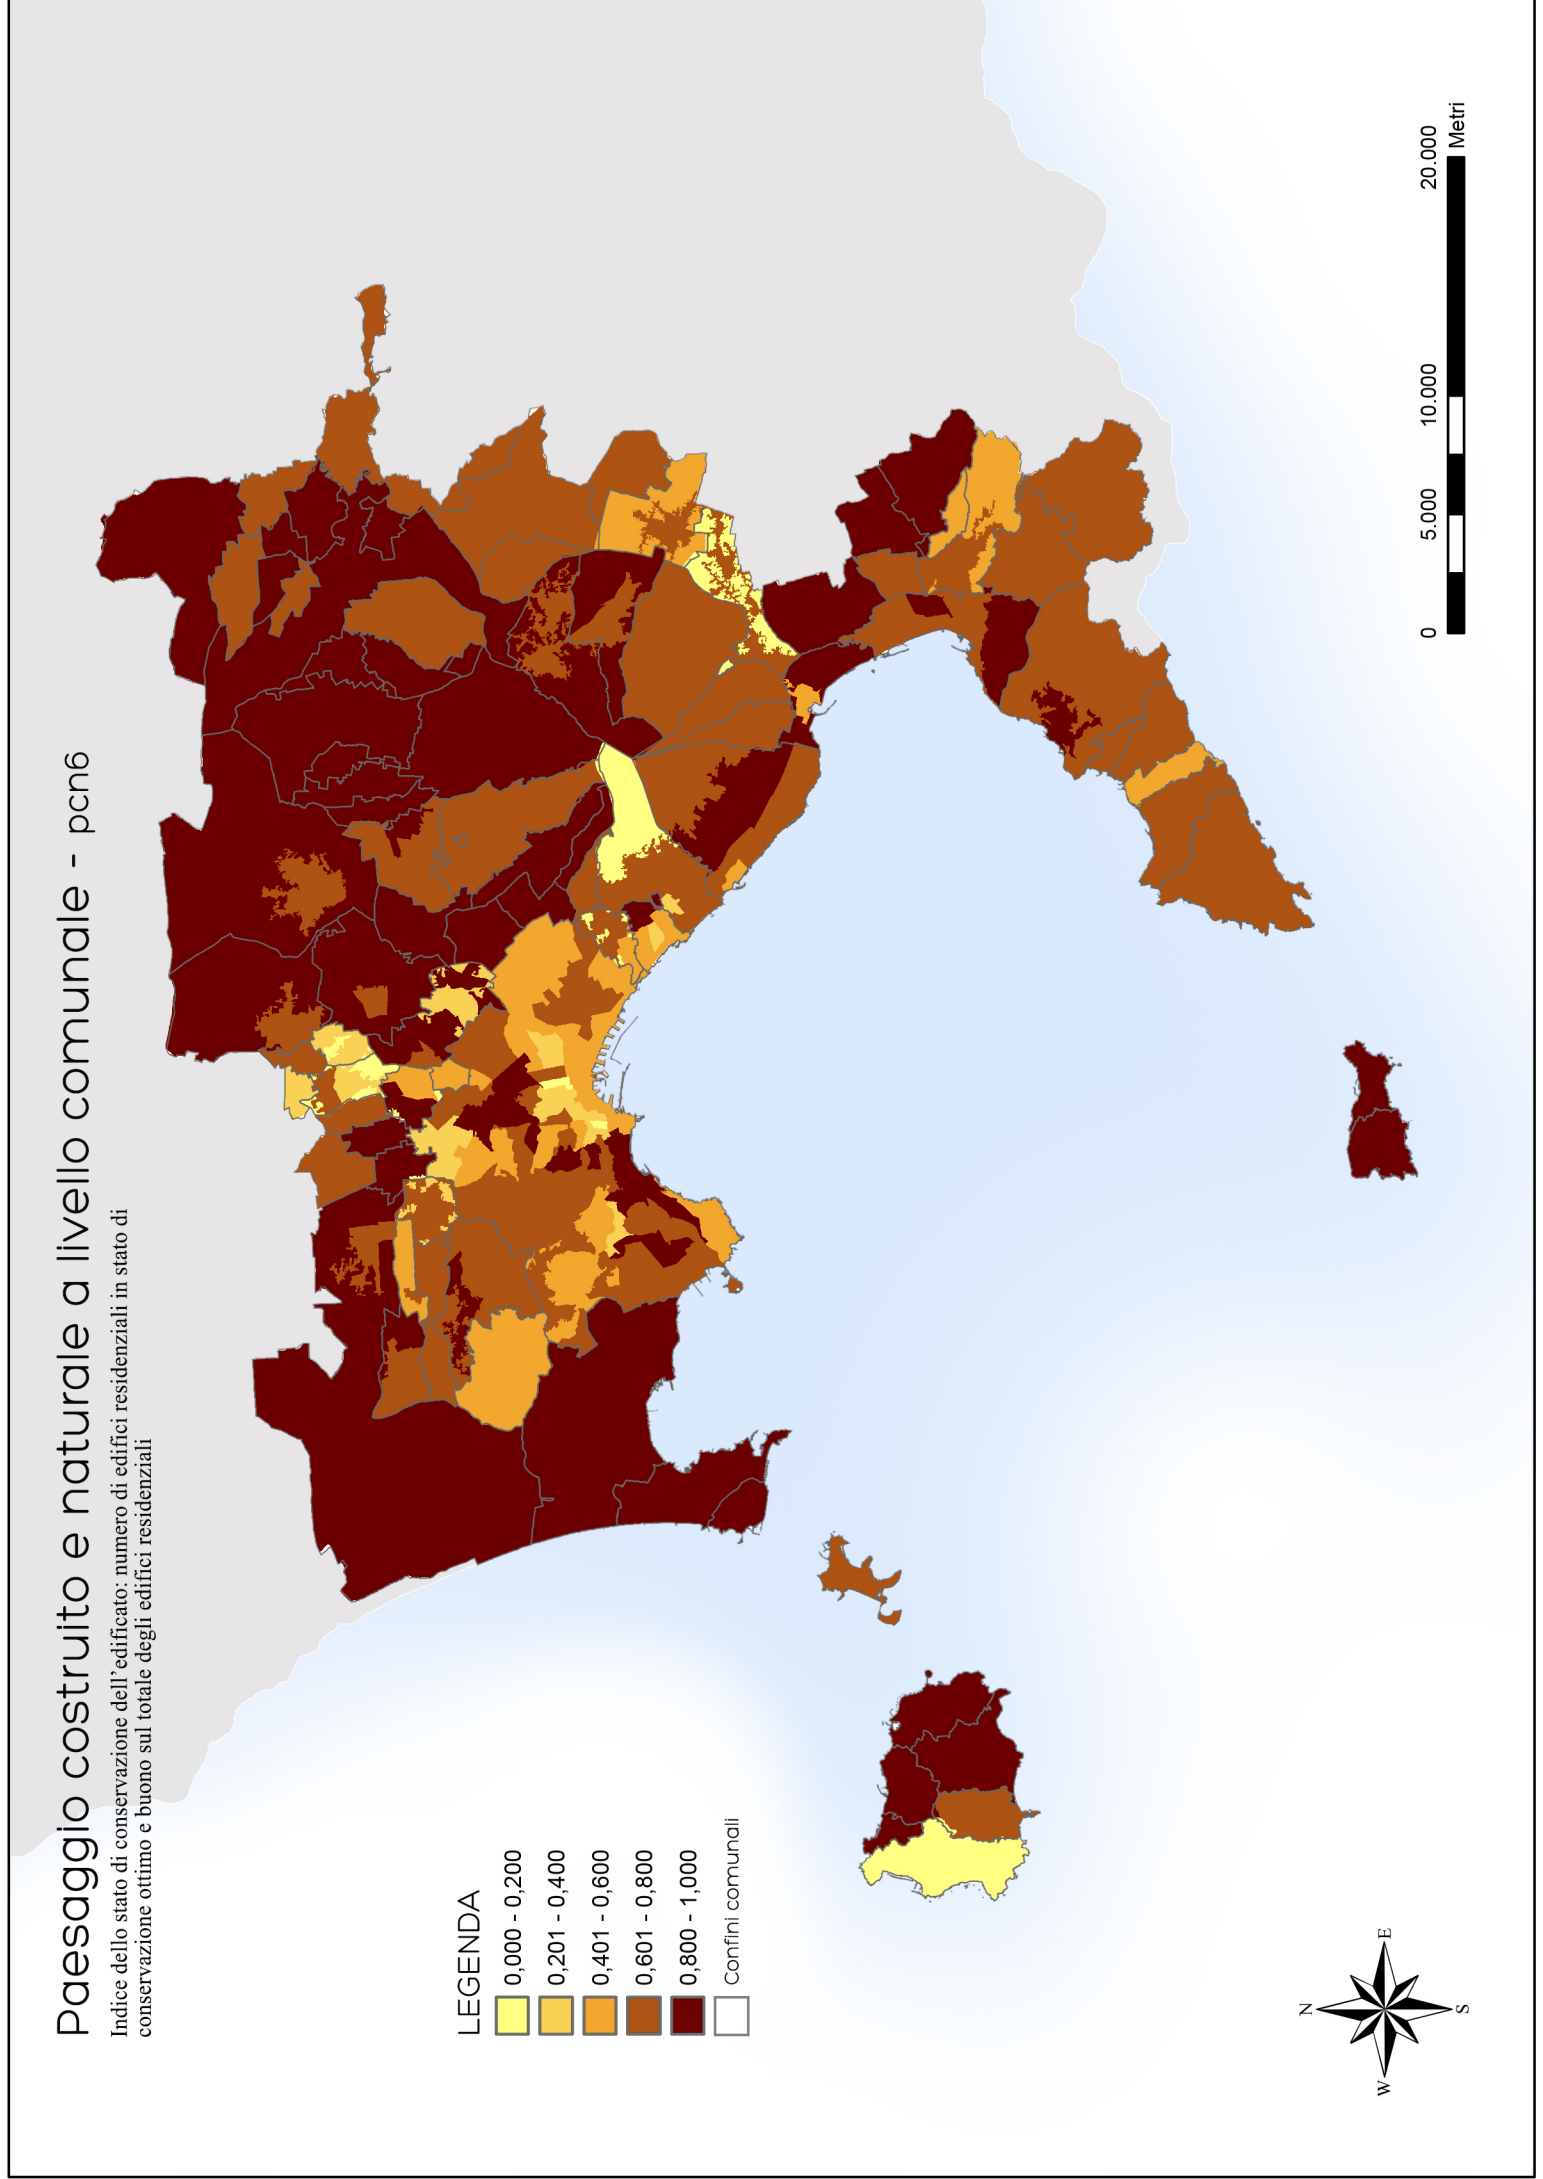 Paesaggio costruito e naturale a livello comunale - pcn6
Indice dello stato di conservazione dell'edificato: numero di edifici residenziali in stato di
conservazione ottimo e buono sul totale degli edifici residenziali
LEGENDA
0,000 - 0,200
0,201 - 0,400
0,401 - 0,600
0,601 - 0,800
0,800 - 1,000
Confini comunali
N
W
E
S
0
5.000
10.000
20.000
Metri